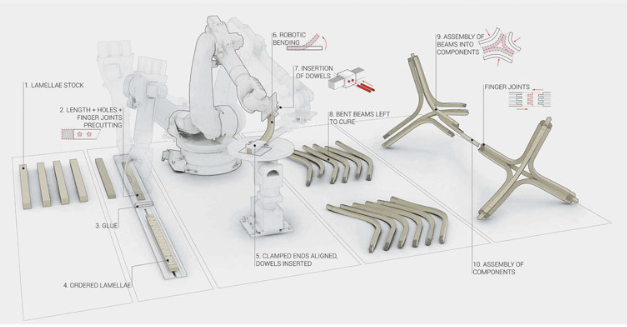 1. LAMELLAE STOCK
2. LENGTH + HOLES +
FINGER JOINTS
PRECUTTING
3. GLUE
4. ORDERED LAMELLAE
5. CLAMPED ENDS ALIGNED,
DOWELS INSERTED
6. ROBOTIC
BENDING
7. INSERTION
OF DOWELS
8. BENT BEAMS LEFT
TO CURE
9. ASSEMBLY OF
BEAMS INTO
COMPONENTS
FINGER JOINTS
10. ASSEMBLY OF
COMPONENTS